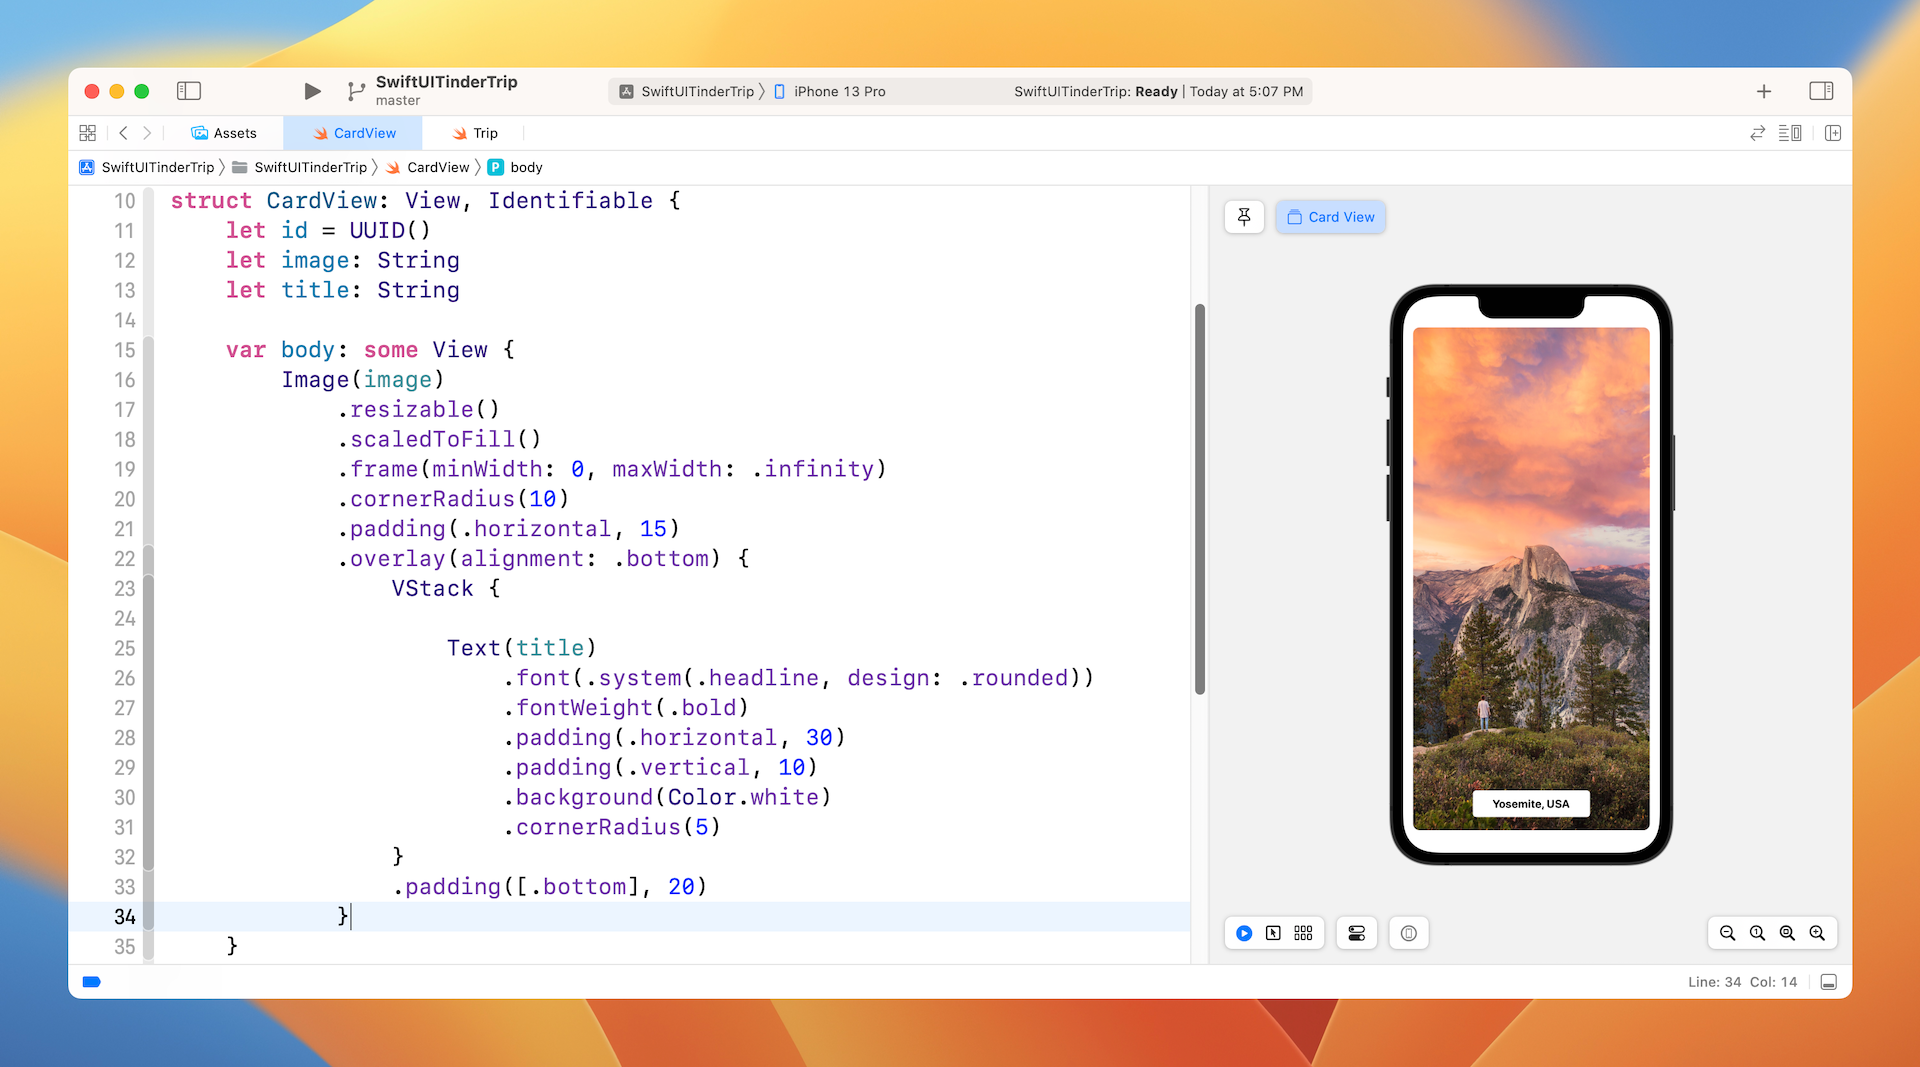 SwiftUITinderTrip
master
SwiftUITinderTrip 〉 iPhone 13 Pro
SwiftUITinderTrip: Ready | Today at 5:07 PM
Assets
CardView
Trip
SwiftUITinderTrip 〉 SwiftUITinderTrip 〉 CardView 〉 P body
10 struct CardView: View, Identifiable {
11     let id = UUID()
12     let image: String
13     let title: String
14
15     var body: some View {
16         Image(image)
17             .resizable()
18             .scaledToFill()
19             .frame(minWidth: 0, maxWidth: .infinity)
20             .cornerRadius(10)
21             .padding(.horizontal, 15)
22             .overlay(alignment: .bottom) {
23                 VStack {
24
25                     Text(title)
26                         .font(.system(.headline, design: .rounded))
27                         .fontWeight(.bold)
28                         .padding(.horizontal, 30)
29                         .padding(.vertical, 10)
30                         .background(Color.white)
31                         .cornerRadius(5)
32                 }
33                 .padding([.bottom], 20)
34             }
35     }
Card View
Yosemite, USA
Line: 34 Col: 14